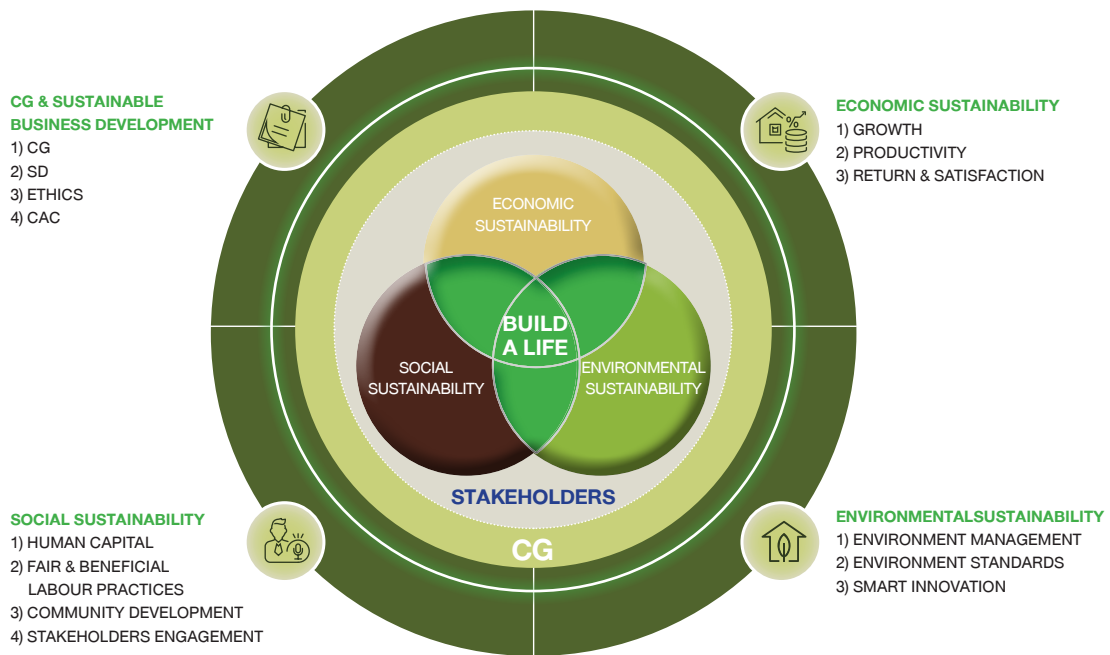 CG & SUSTAINABLE
BUSINESS DEVELOPMENT
1) CG
2) SD
3) ETHICS
4) CAC
ECONOMIC SUSTAINABILITY
1) GROWTH
2) PRODUCTIVITY
3) RETURN & SATISFACTION
ECONOMIC
SUSTAINABILITY
BUILD
A LIFE
SOCIAL
SUSTAINABILITY
ENVIRONMENTAL
SUSTAINABILITY
STAKEHOLDERS
CG
SOCIAL SUSTAINABILITY
1) HUMAN CAPITAL
2) FAIR & BENEFICIAL
LABOUR PRACTICES
3) COMMUNITY DEVELOPMENT
4) STAKEHOLDERS ENGAGEMENT
ENVIRONMENTALSUSTAINABILITY
1) ENVIRONMENT MANAGEMENT
2) ENVIRONMENT STANDARDS
3) SMART INNOVATION